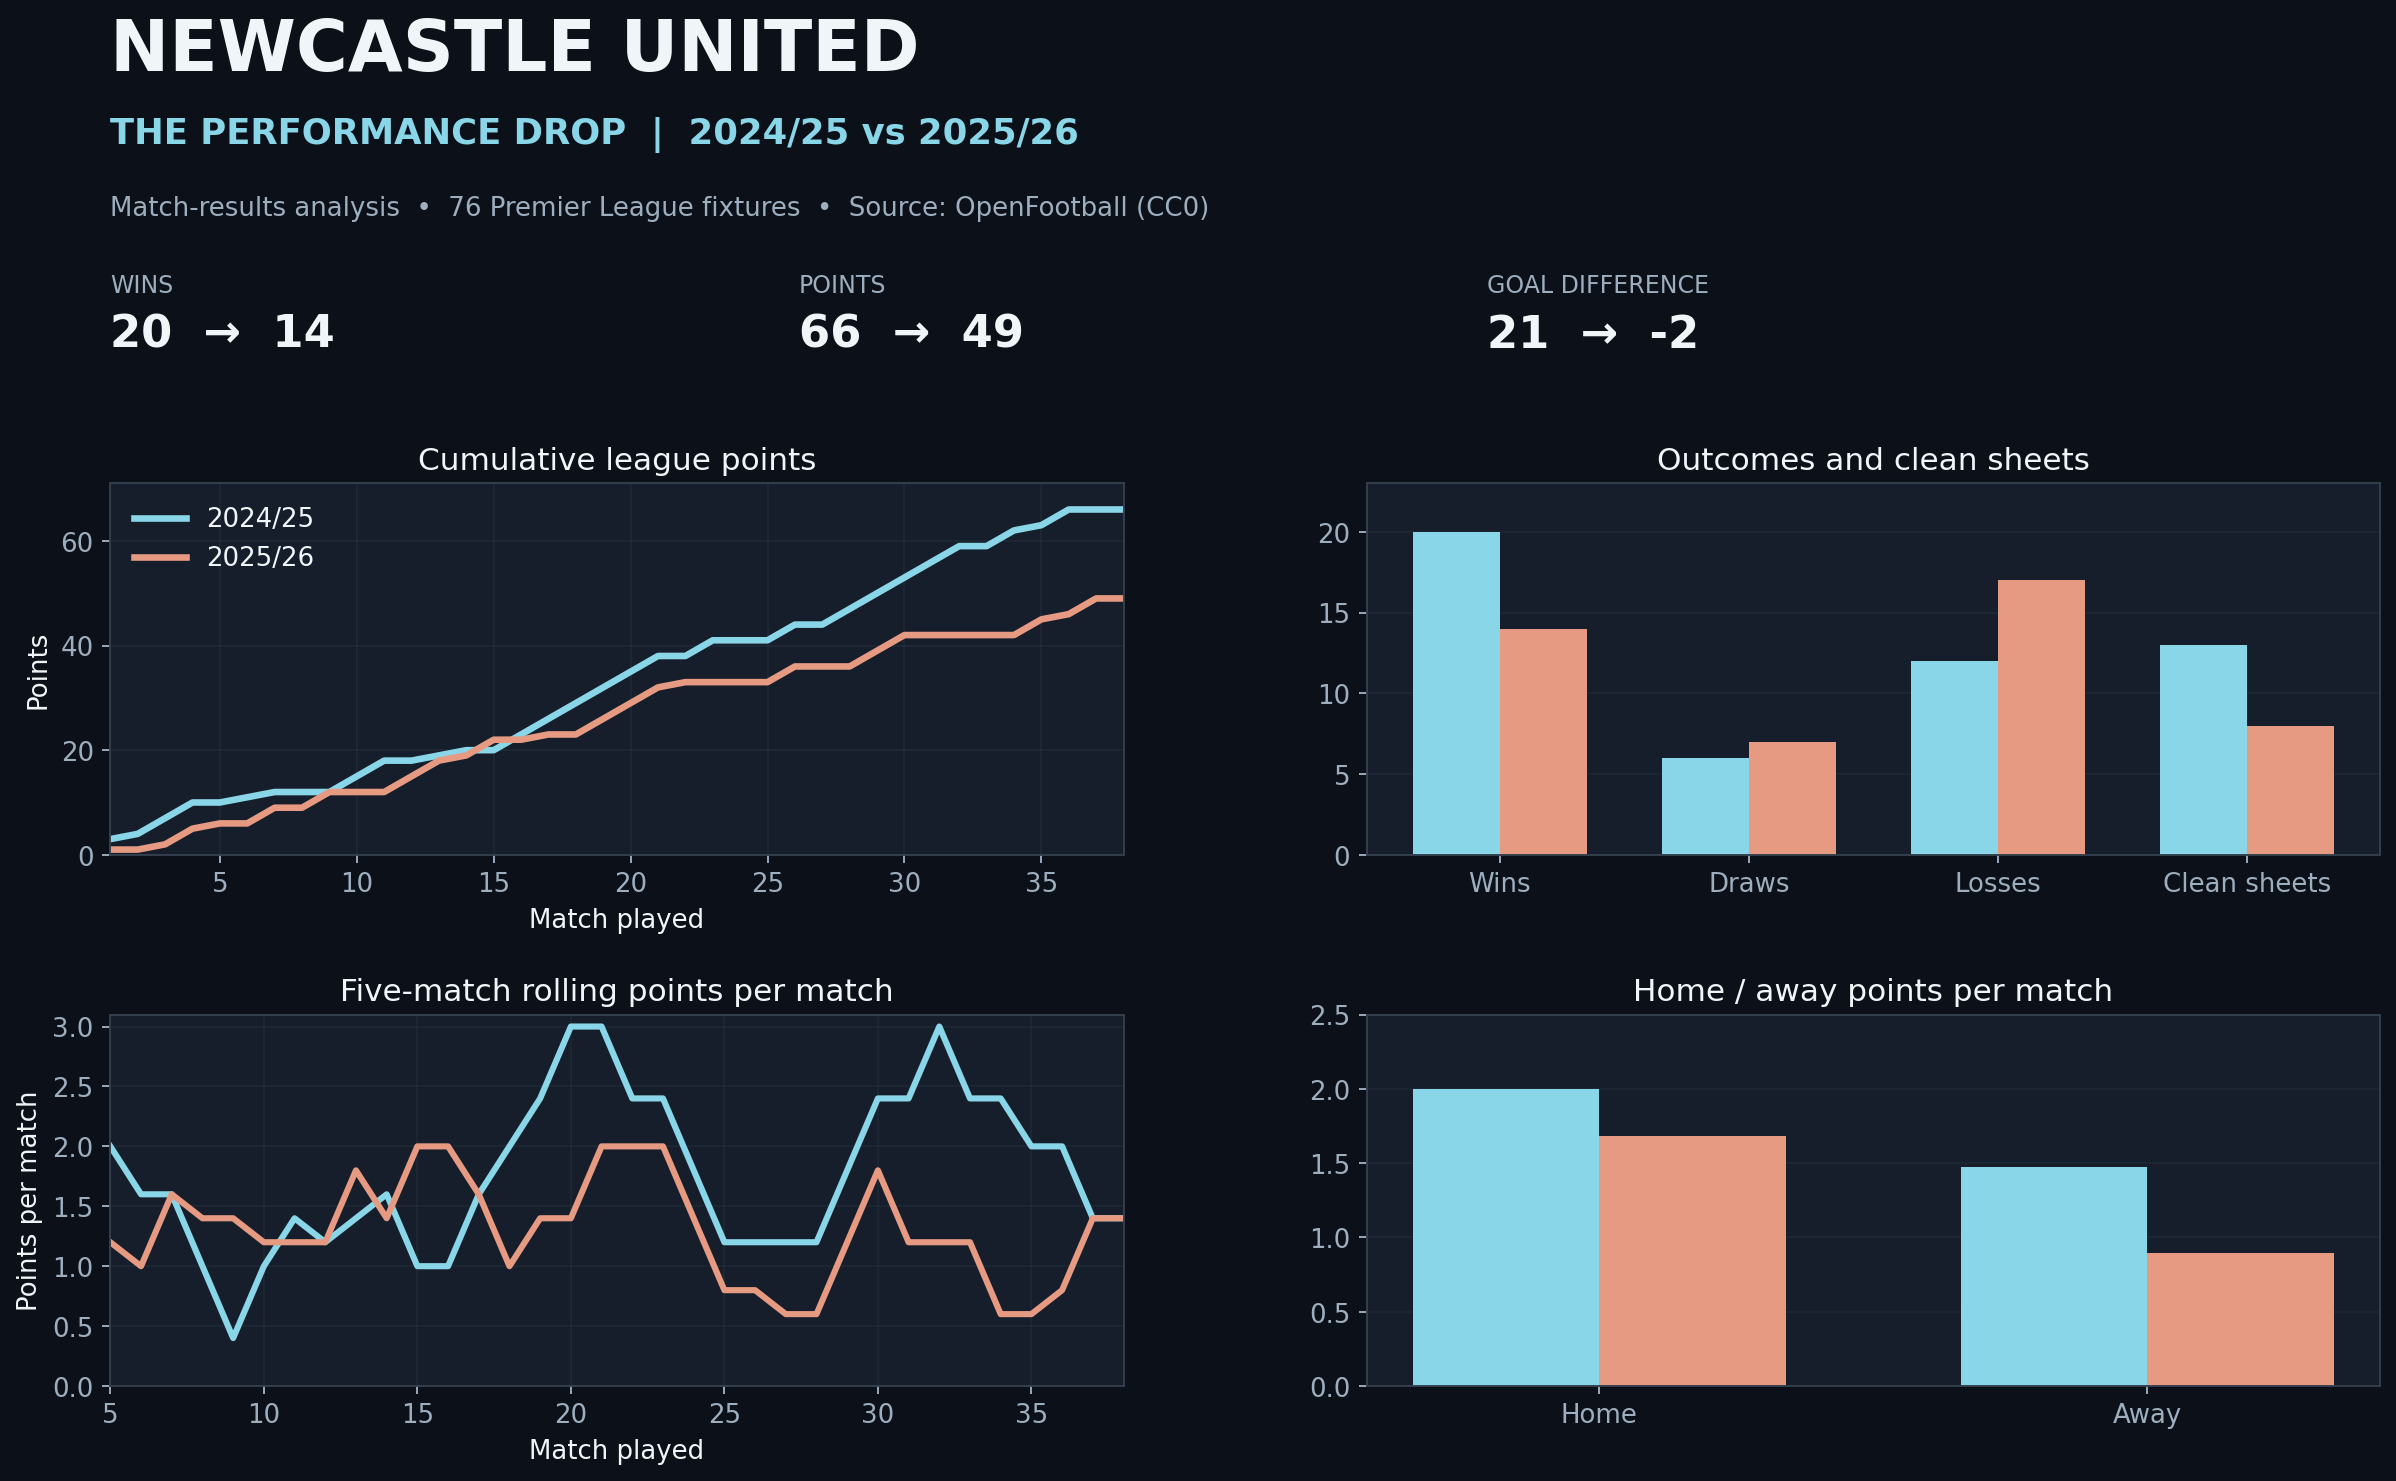 NEWCASTLE UNITED
THE PERFORMANCE DROP | 2024/25 vs 2025/26
Match-results analysis • 76 Premier League fixtures • Source: OpenFootball (CC0)
WINS
20 → 14
POINTS
66 → 49
GOAL DIFFERENCE
21 → -2
Cumulative league points
2024/25
2025/26
Points
60
40
20
0
5 10 15 20 25 30 35
Match played
Outcomes and clean sheets
20
15
10
5
0
Wins Draws Losses Clean sheets
Five-match rolling points per match
Points per match
3.0
2.5
2.0
1.5
1.0
0.5
0.0
5 10 15 20 25 30 35
Match played
Home / away points per match
2.5
2.0
1.5
1.0
0.5
0.0
Home Away